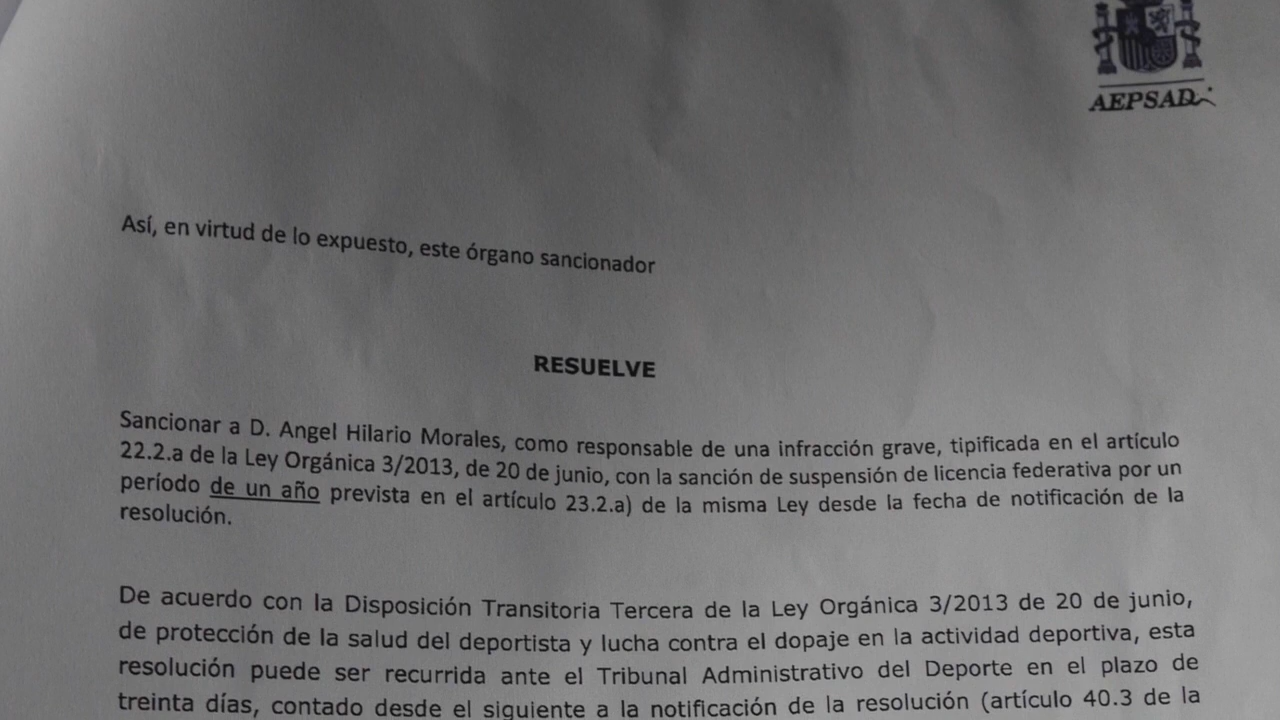 AEPSAD
Así, en virtud de lo expuesto, este órgano sancionador
RESUELVE
Sancionar a D. Angel Hilario Morales, como responsable de una infracción grave, tipificada en el artículo
22.2.a de la Ley Orgánica 3/2013, de 20 de junio, con la sanción de suspensión de licencia federativa por un
período de un año prevista en el artículo 23.2.a) de la misma Ley desde la fecha de notificación de la
resolución.
De acuerdo con la Disposición Transitoria Tercera de la Ley Orgánica 3/2013 de 20 de junio,
de protección de la salud del deportista y lucha contra el dopaje en la actividad deportiva, esta
resolución puede ser recurrida ante el Tribunal Administrativo del Deporte en el plazo de
treinta días, contado desde el siguiente a la notificación de la resolución (artículo 40.3 de la